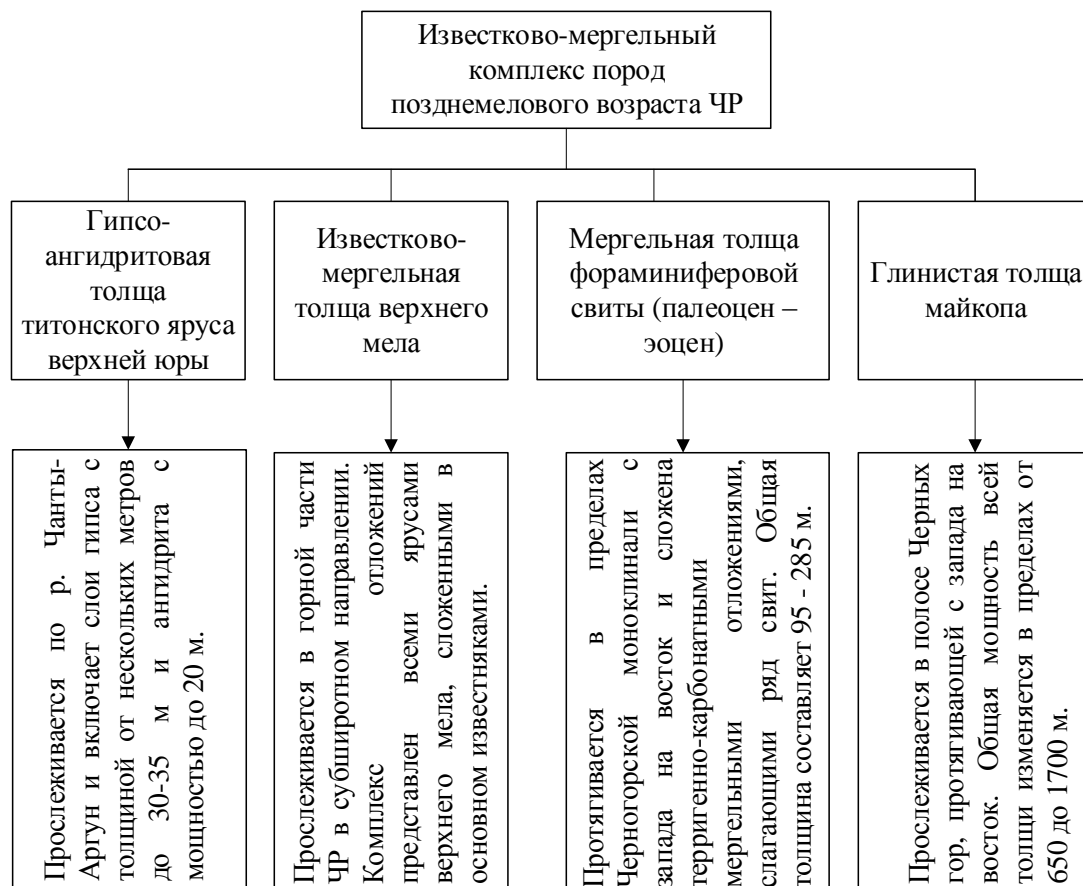 Известково-мергельный
комплекс пород
позднемелового возраста ЧР
Гипсо-
ангидритовая
толща
титонского яруса
верхней юры
Известково-
мергельная
толща верхнего
мела
Мергельная толща
фораминиферовой
свиты (палеоцен –
эоцен)
Глинистая толща
майкопа
Прослеживается по р. Чанты-
Аргун и включает слои гипса с
толщиной от нескольких метров
до 30-35 м и ангидрита с
мощностью до 20 м.
Прослеживается в горной части
ЧР в субширотном направлении.
Комплекс отложений
представлен всеми ярусами
верхнего мела, сложенными в
основном известняками.
Протягивается в пределах
Черногорской моноклинали с
запада на восток и сложена
терригенно-карбонатными
мергельными отложениями,
слагающими ряд свит. Общая
толщина составляет 95 - 285 м.
Прослеживается в полосе Черных
гор, протягивающей с запада на
восток. Общая мощность всей
толщи изменяется в пределах от
650 до 1700 м.